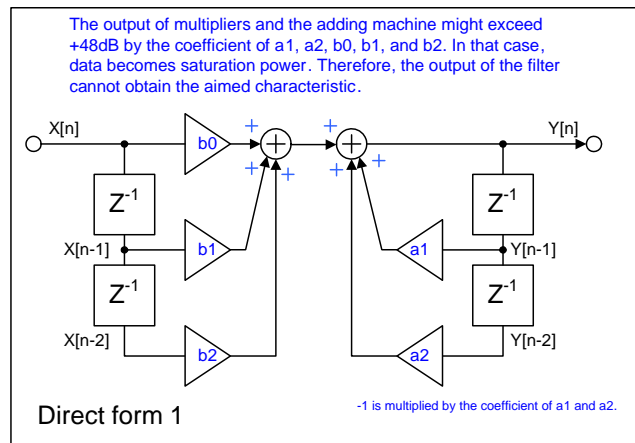 The output of multipliers and the adding machine might exceed
+48dB by the coefficient of a1, a2, b0, b1, and b2. In that case,
data becomes saturation power. Therefore, the output of the filter
cannot obtain the aimed characteristic.
X[n]
Y[n]
b0
+
+
+
+
+
+
+
+
Z-1
Z-1
X[n-1]
b1
a1
Y[n-1]
Z-1
Z-1
X[n-2]
b2
a2
Y[n-2]
Direct form 1
-1 is multiplied by the coefficient of a1 and a2.